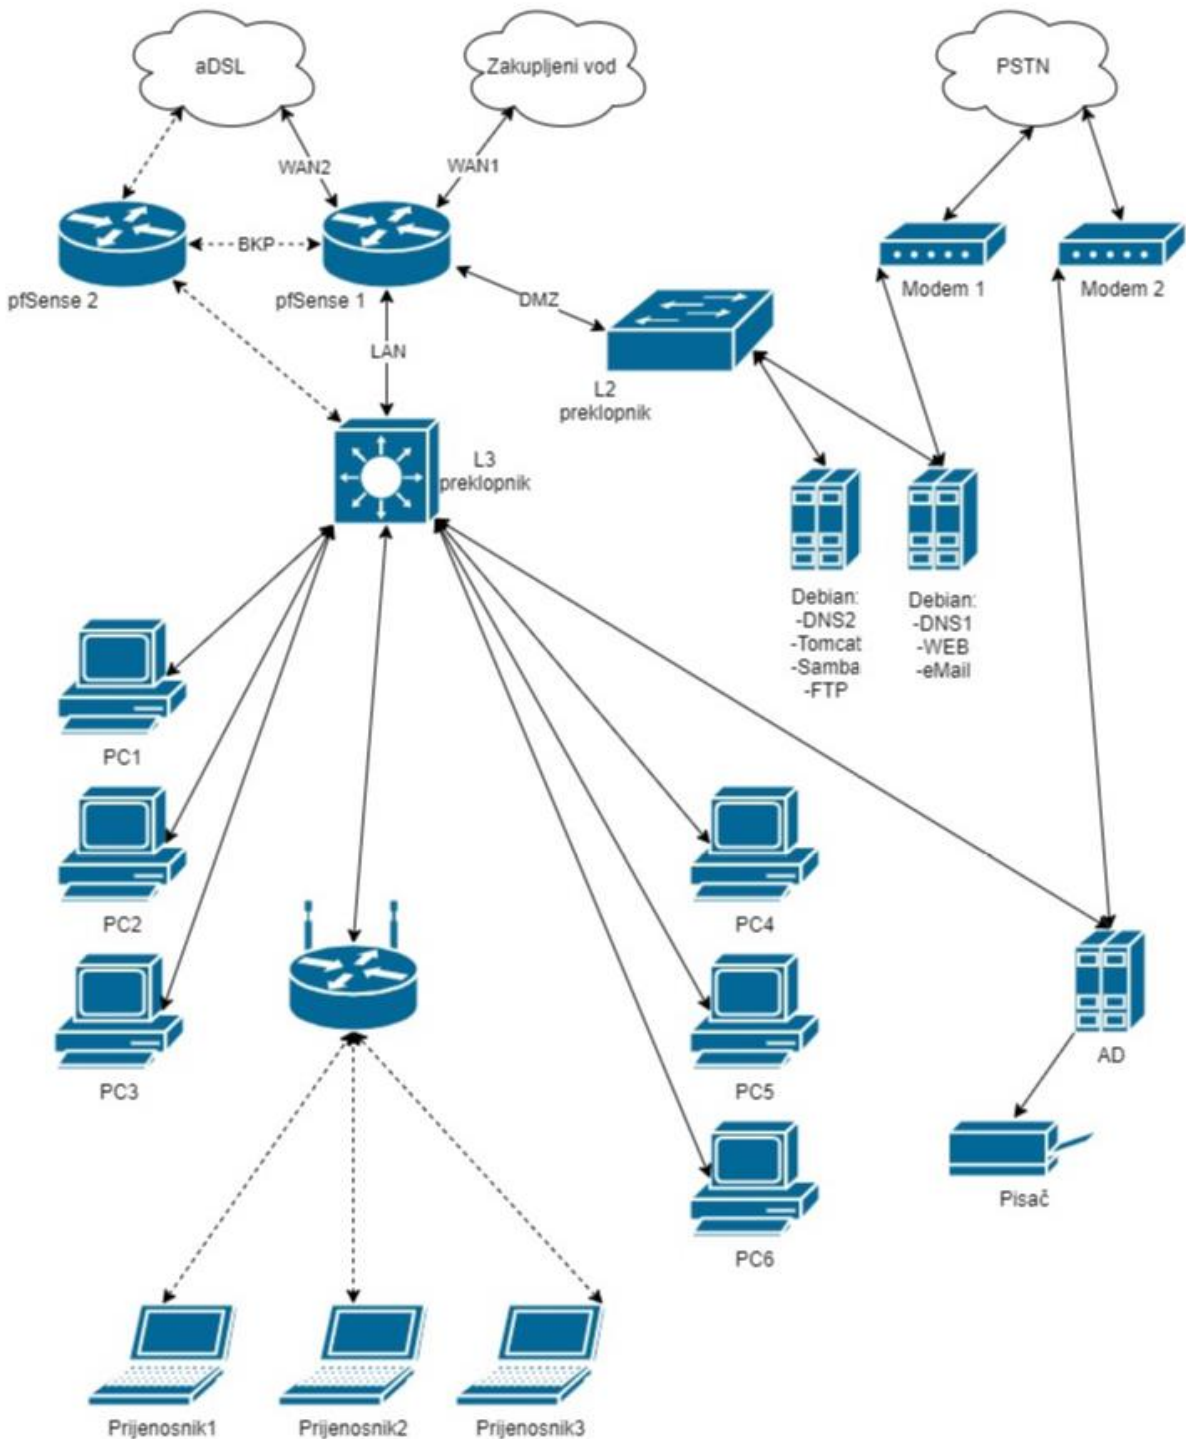 aDSL
Zakupljeni vod
PSTN
WAN2
WAN1
BKP
pfSense 2
pfSense 1
DMZ
Modem 1
Modem 2
LAN
L2
preklopnik
L3
preklopnik
Debian:
-DNS2
-Tomcat
-Samba
-FTP
Debian:
-DNS1
-WEB
-eMail
PC1
PC2
PC4
PC3
PC5
AD
PC6
Pisač
Prijenosnik1
Prijenosnik2
Prijenosnik3